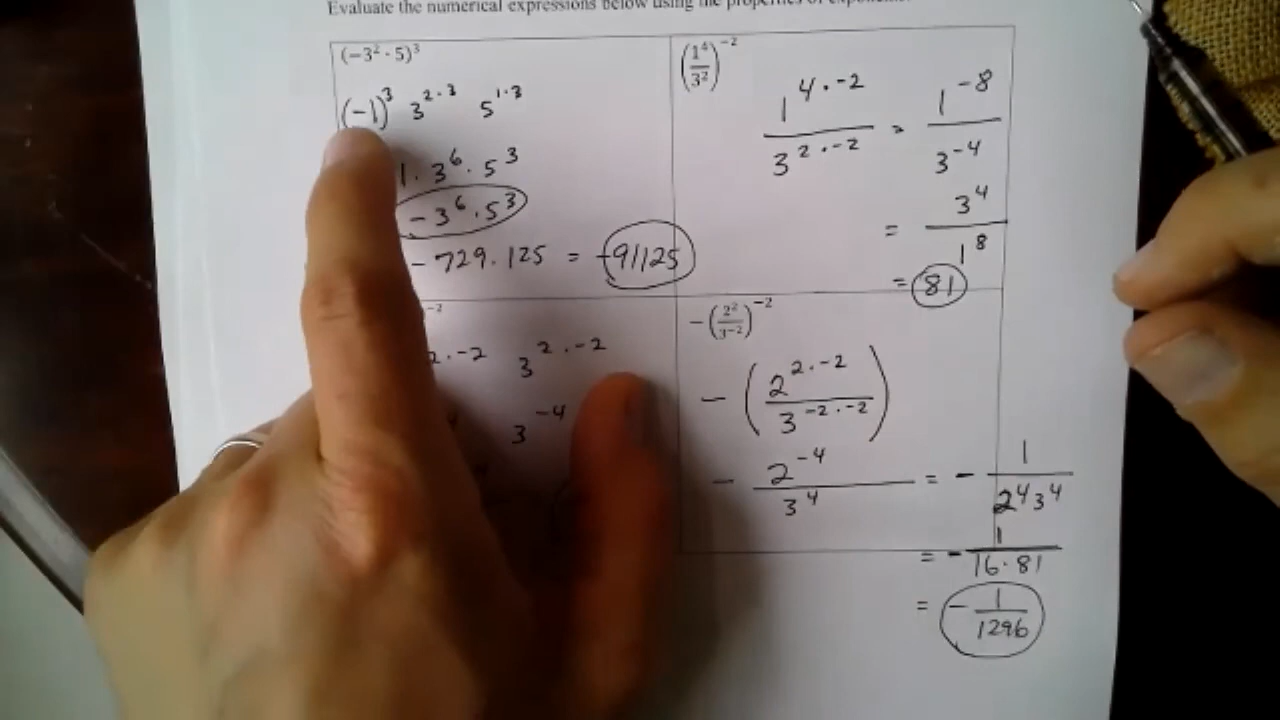 Evaluate the numerical expressions below using the properties of
(−3² · 5)³
(−1)³ 3^{2·3} 5^{1·3}
1 · 3⁶ · 5³
− 3⁶ · 5³
− 729 · 125 = −91125
(1⁴/3²)⁻²
1^{4·−2}/3^{2·−2} = 1⁻⁸/3⁻⁴
= 3⁴/1⁸
= 81
−2
2·−2 3^{2·−2}
3⁻⁴
−(2²/3⁻²)⁻²
− (2^{2·−2}/3^{−2·−2})
− 2⁻⁴/3⁴ = − 1/2⁴3⁴
= − 1/16·81
= − 1/1296